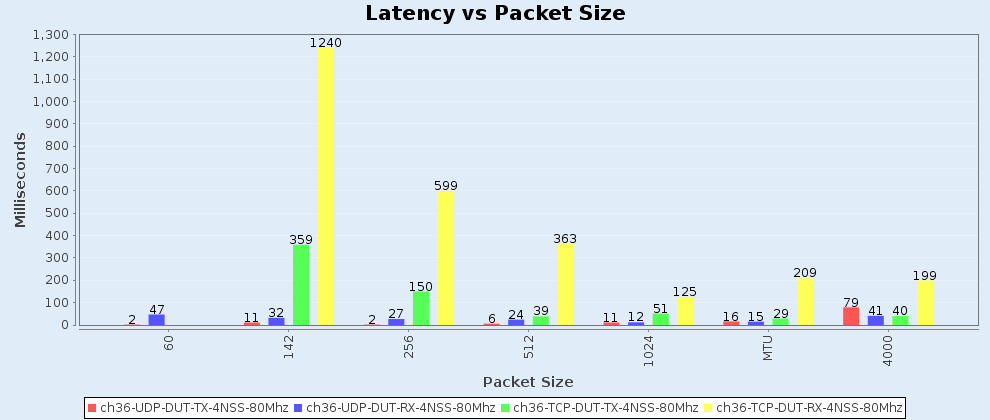 Latency vs Packet Size
Milliseconds
1,300
1,200
1,100
1,000
900
800
700
600
500
400
300
200
100
0
2 47
11 32 359 1240
2 27 150 599
6 24 39 363
11 12 51 125
16 15 29 209
79 41 40 199
60 142 256 512 1024 MTU 4000
Packet Size
ch36-UDP-DUT-TX-4NSS-80Mhz ch36-UDP-DUT-RX-4NSS-80Mhz ch36-TCP-DUT-TX-4NSS-80Mhz ch36-TCP-DUT-RX-4NSS-80Mhz